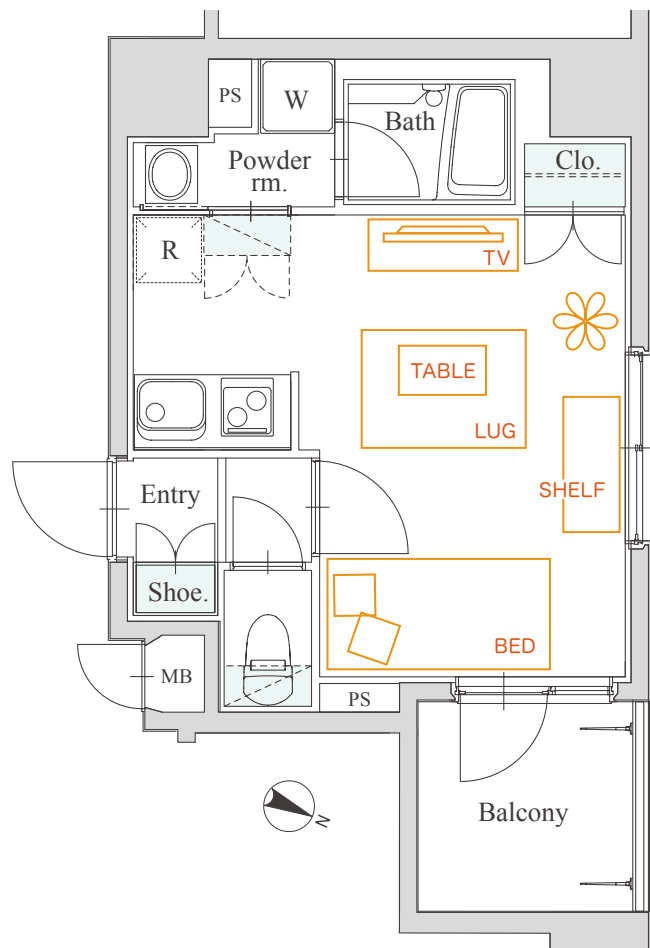 PS
W
Bath
Powder
rm.
Clo.
R
TV
TABLE
LUG
SHELF
Entry
Shoe.
BED
MB
PS
Balcony
N